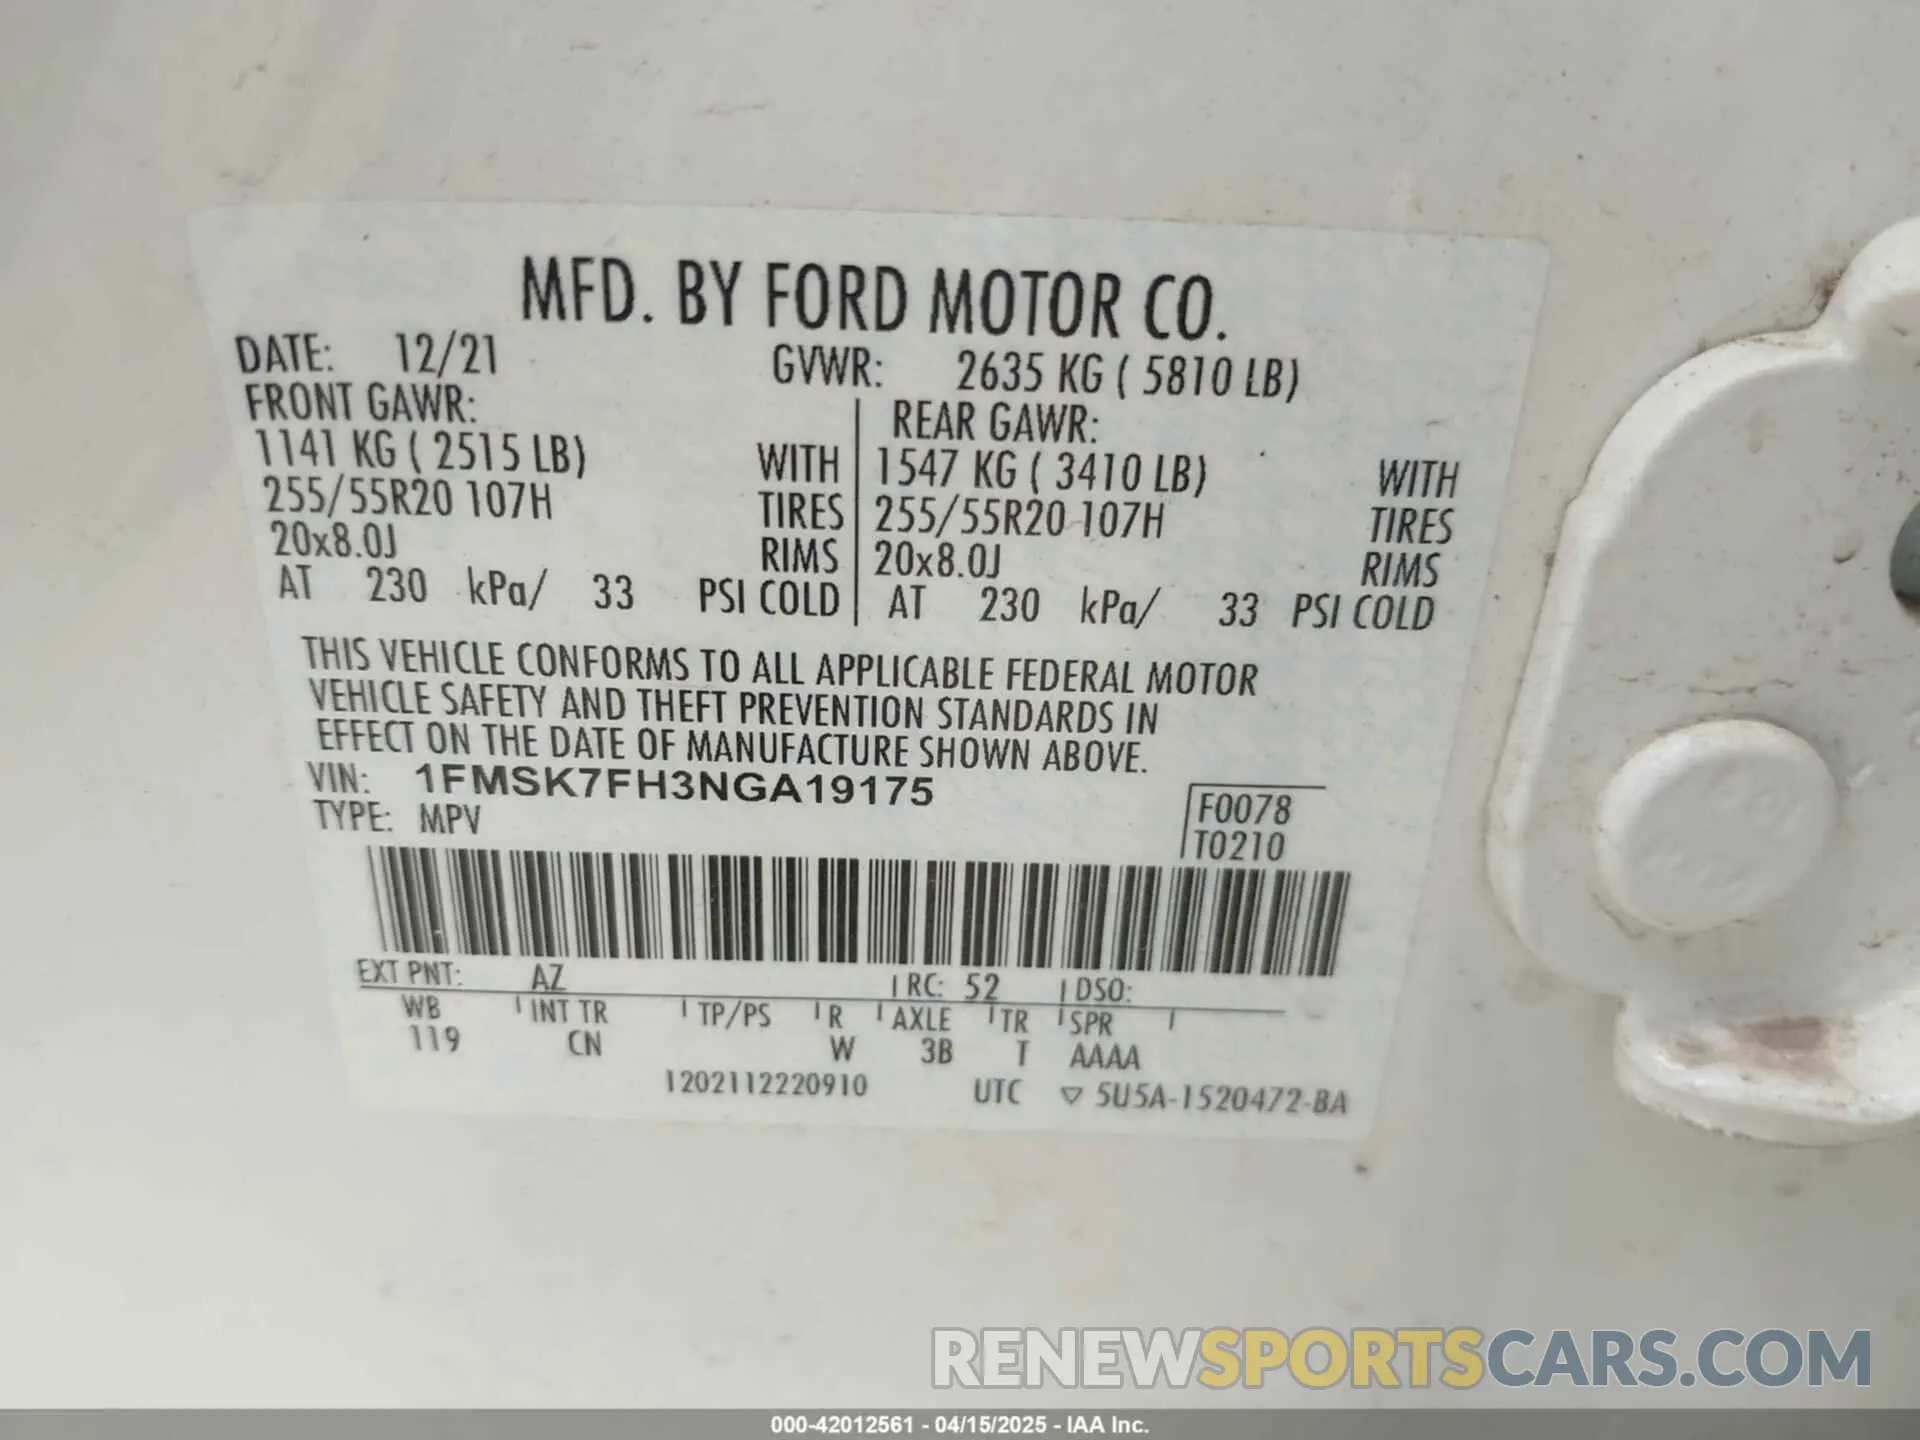 MFD. BY FORD MOTOR CO.
DATE: 12/21 GVWR: 2635 KG ( 5810 LB)
FRONT GAWR: REAR GAWR:
1141 KG ( 2515 LB) WITH 1547 KG ( 3410 LB) WITH
255/55R20 107H TIRES 255/55R20 107H TIRES
20x8.0J RIMS 20x8.0J RIMS
AT 230 kPa/ 33 PSI COLD AT 230 kPa/ 33 PSI COLD
THIS VEHICLE CONFORMS TO ALL APPLICABLE FEDERAL MOTOR
VEHICLE SAFETY AND THEFT PREVENTION STANDARDS IN
EFFECT ON THE DATE OF MANUFACTURE SHOWN ABOVE.
VIN: 1FMSK7FH3NGA19175
TYPE: MPV
F0078
T0210
EXT PNT: AZ RC: 52 DSO:
WB INT TR TP/PS R AXLE TR SPR
119 CN W 3B T AAAA
1202112220910 UTC ▽ 5U5A-1520472-BA
RENEWSPORTSCARS.COM
000-42012561 - 04/15/2025 - IAA Inc.